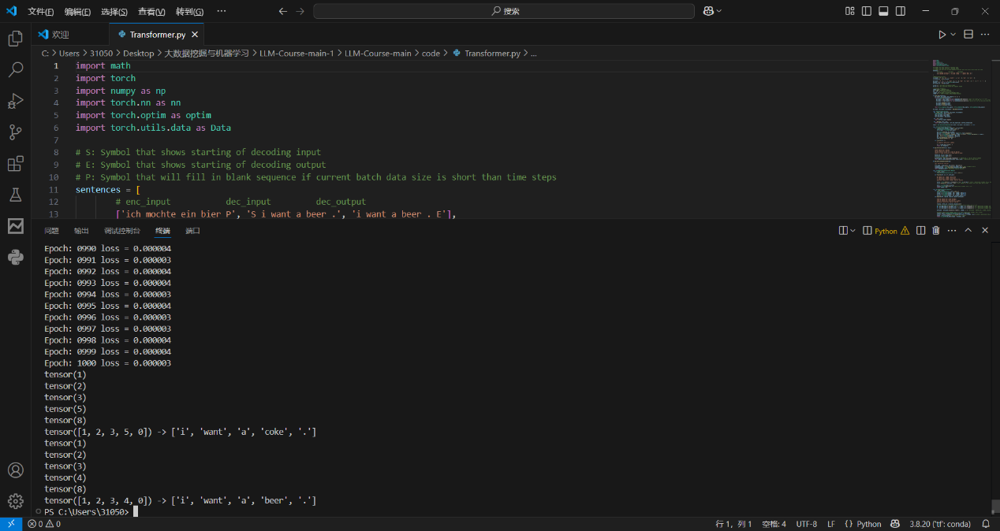 文件(F) 编辑(E) 选择(S) 查看(V) 转到(G) ··· 搜索
欢迎 Transformer.py
C: > Users > 31050 > Desktop > 大数据挖掘与机器学习 > LLM-Course-main-1 > LLM-Course-main > code > Transformer.py > ...
1 import math
2 import torch
3 import numpy as np
4 import torch.nn as nn
5 import torch.optim as optim
6 import torch.utils.data as Data
7
8 # S: Symbol that shows starting of decoding input
9 # E: Symbol that shows starting of decoding output
10 # P: Symbol that will fill in blank sequence if current batch data size is short than time steps
11 sentences = [
12 # enc_input dec_input dec_output
13 ['ich mochte ein bier P', 'S i want a beer .', 'i want a beer . E'],
问题 输出 调试控制台 终端 端口 Python
Epoch: 0990 loss = 0.000004
Epoch: 0991 loss = 0.000003
Epoch: 0992 loss = 0.000004
Epoch: 0993 loss = 0.000004
Epoch: 0994 loss = 0.000003
Epoch: 0995 loss = 0.000004
Epoch: 0996 loss = 0.000003
Epoch: 0997 loss = 0.000003
Epoch: 0998 loss = 0.000004
Epoch: 0999 loss = 0.000004
Epoch: 1000 loss = 0.000003
tensor(1)
tensor(2)
tensor(3)
tensor(5)
tensor(8)
tensor([1, 2, 3, 5, 0]) -> ['i', 'want', 'a', 'coke', '.']
tensor(1)
tensor(2)
tensor(3)
tensor(4)
tensor(8)
tensor([1, 2, 3, 4, 0]) -> ['i', 'want', 'a', 'beer', '.']
PS C:\Users\31050>
0 0 行 1，列 1 空格: 4 UTF-8 LF {} Python 3.8.20 ('tf': conda)